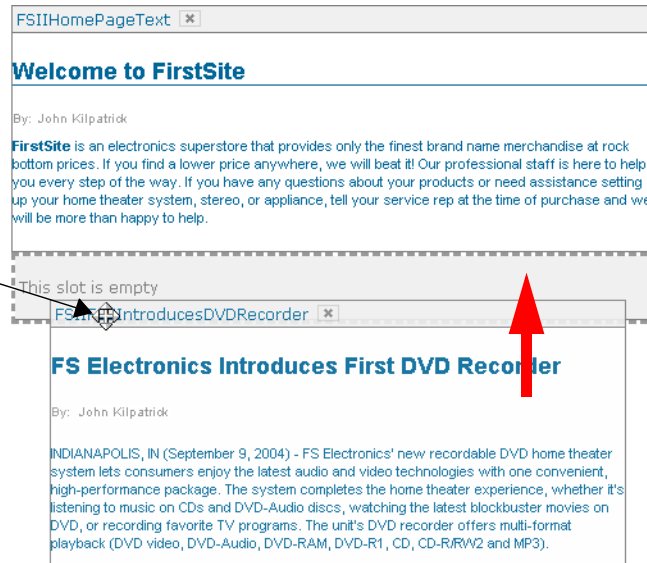 FSIIHomePageText
Welcome to FirstSite
By: John Kilpatrick
FirstSite is an electronics superstore that provides only the finest brand name merchandise at rock
bottom prices. If you find a lower price anywhere, we will beat it! Our professional staff is here to help
you every step of the way. If you have any questions about your products or need assistance setting
up your home theater system, stereo, or appliance, tell your service rep at the time of purchase and we
will be more than happy to help.
This slot is empty
IntroducesDVDRecorder
FS Electronics Introduces First DVD Recorder
By: John Kilpatrick
INDIANAPOLIS, IN (September 9, 2004) - FS Electronics' new recordable DVD home theater
system lets consumers enjoy the latest audio and video technologies with one convenient,
high-performance package. The system completes the home theater experience, whether it's
listening to music on CDs and DVD-Audio discs, watching the latest blockbuster movies on
DVD, or recording favorite TV programs. The unit's DVD recorder offers multi-format
playback (DVD video, DVD-Audio, DVD-RAM, DVD-R1, CD, CD-R/RW2 and MP3).